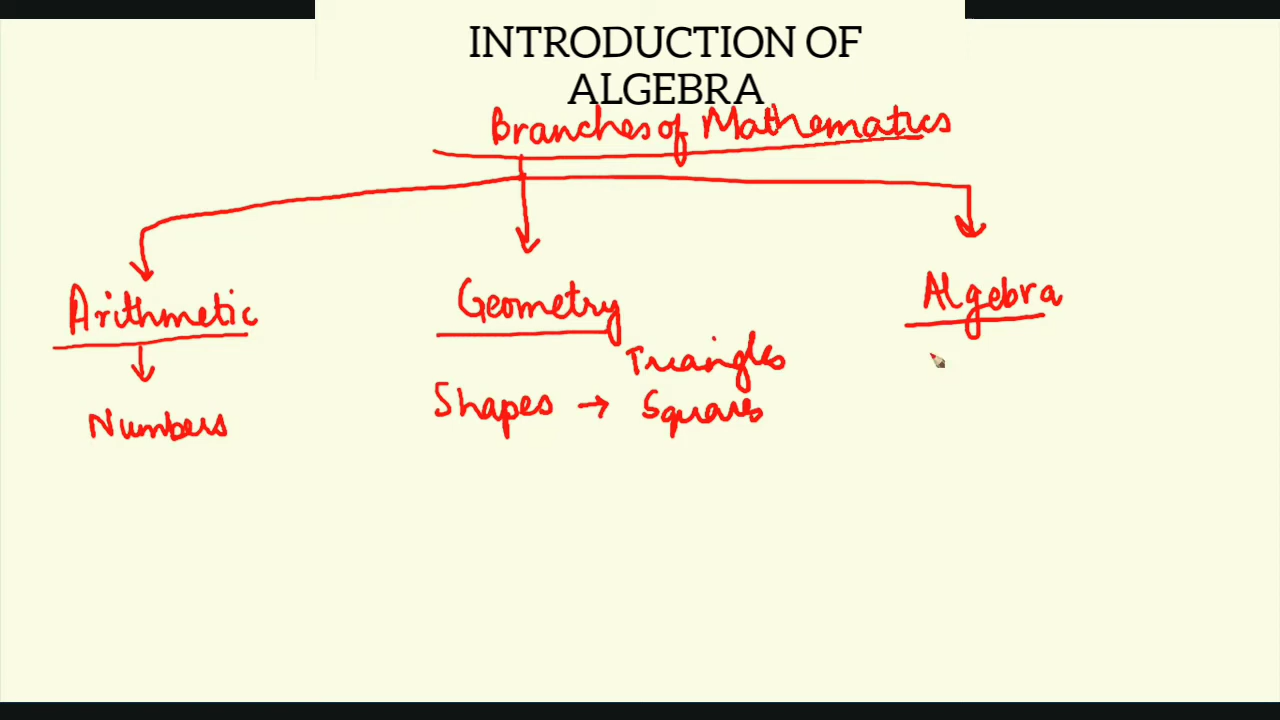 INTRODUCTION OF
ALGEBRA
Branches of Mathematics
Arithmetic
Geometry
Algebra
Numbers
Triangles
Shapes → Squares